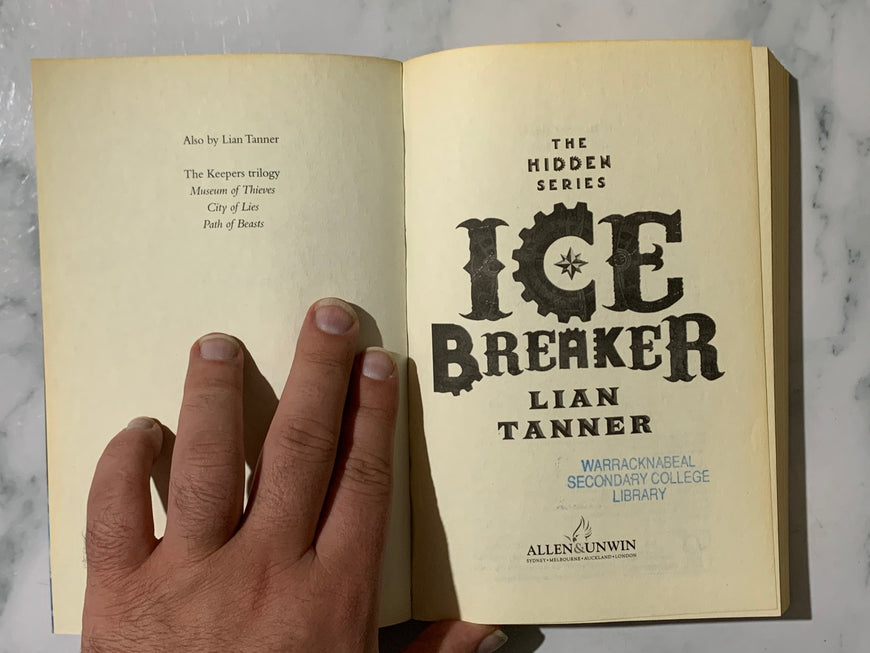 Also by Lian Tanner
The Keepers trilogy
Museum of Thieves
City of Lies
Path of Beasts
THE
HIDDEN
SERIES
ICE
BREAKER
LIAN
TANNER
WARRACKNABEAL
SECONDARY COLLEGE
LIBRARY
ALLEN&UNWIN
SYDNEY•MELBOURNE•AUCKLAND•LONDON